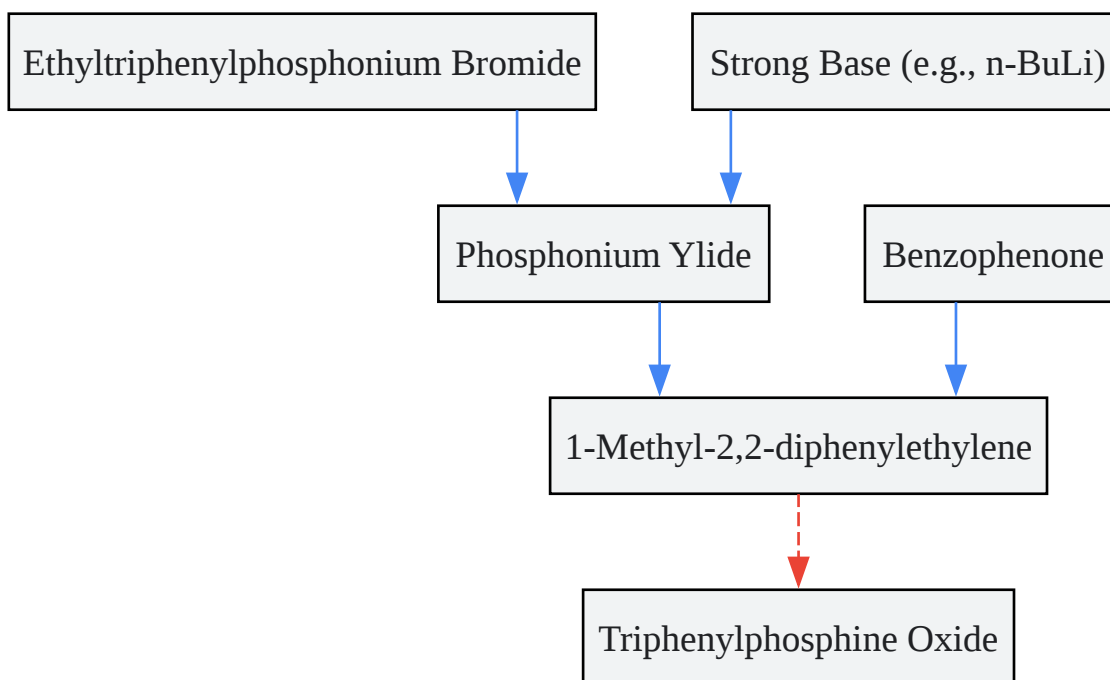 Ethyltriphenylphosphonium Bromide
Strong Base (e.g., n-BuLi)
Phosphonium Ylide
Benzophenone
1-Methyl-2,2-diphenylethylene
Triphenylphosphine Oxide